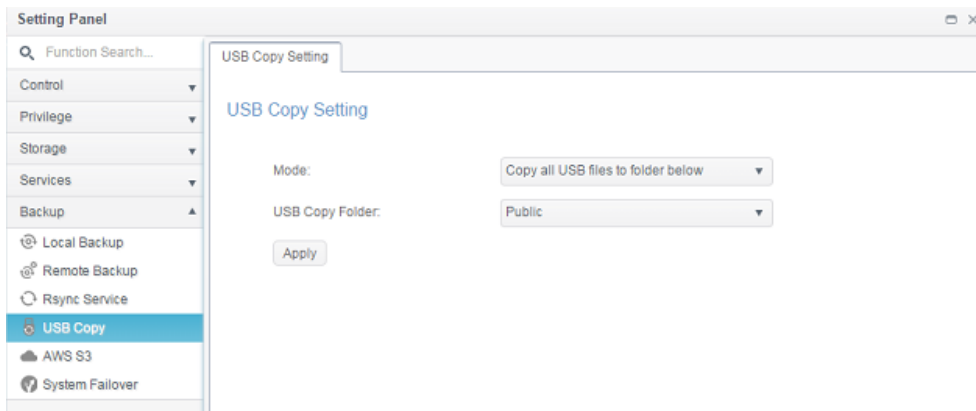 Setting Panel
Function Search...
Control
Privilege
Storage
Services
Backup
Local Backup
Remote Backup
Rsync Service
USB Copy
AWS S3
System Failover
USB Copy Setting
USB Copy Setting
Mode: Copy all USB files to folder below
USB Copy Folder: Public
Apply